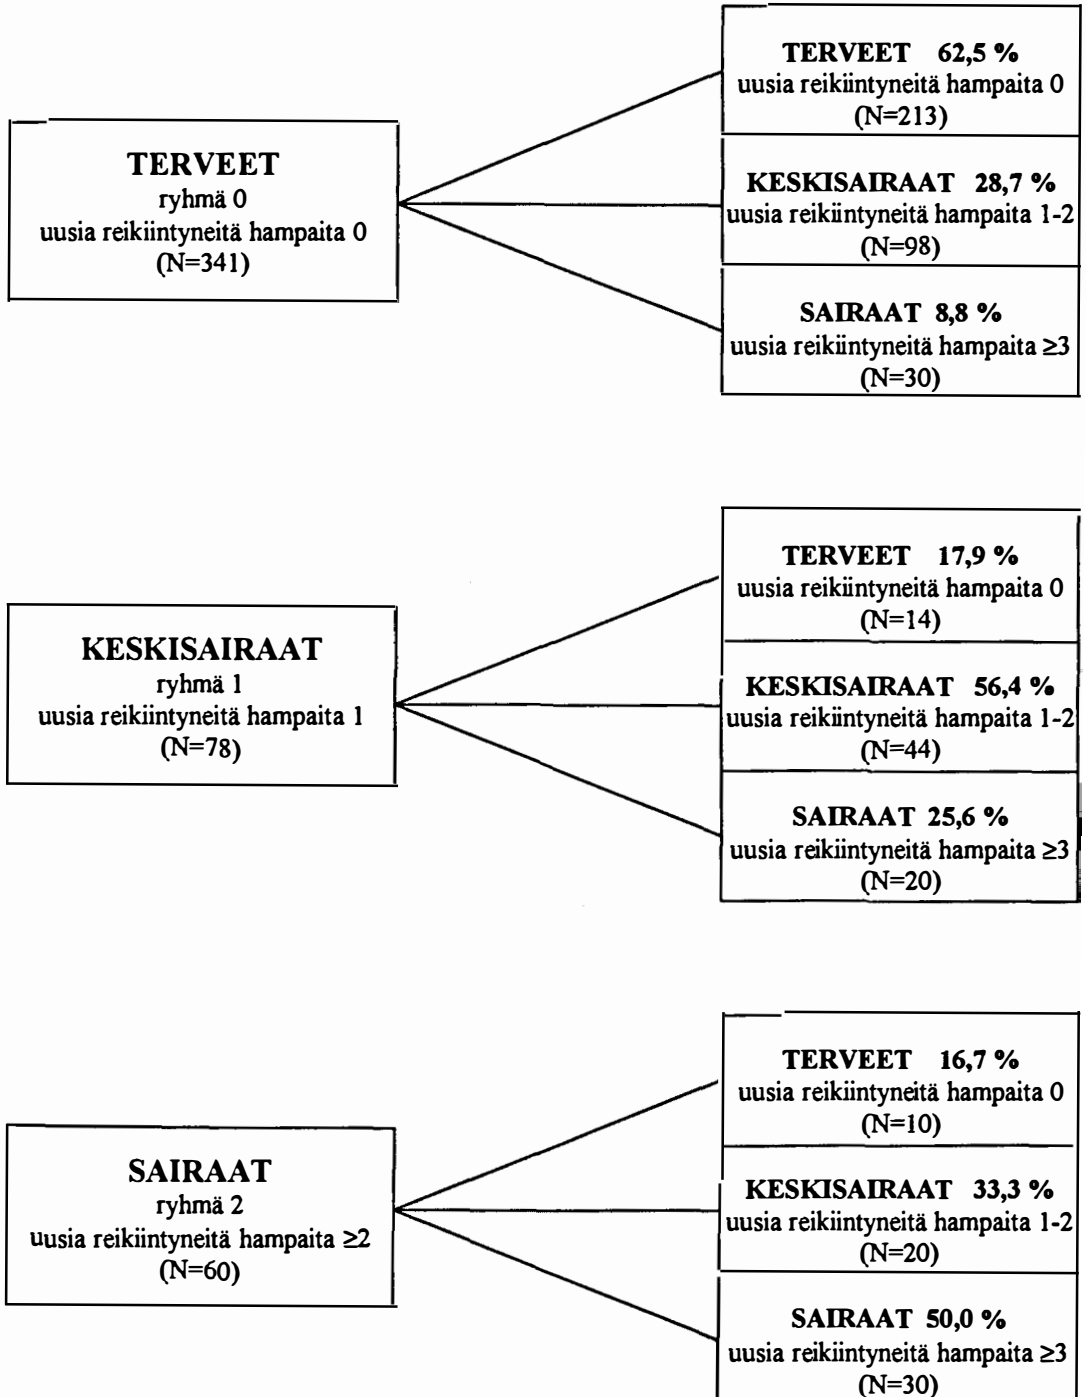 TERVEET
ryhmä 0
uusia reikiintyneitä hampaita 0
(N=341)
TERVEET 62,5 %
uusia reikiintyneitä hampaita 0
(N=213)
KESKISAIRAAT 28,7 %
uusia reikiintyneitä hampaita 1-2
(N=98)
SAIRAAT 8,8 %
uusia reikiintyneitä hampaita ≥3
(N=30)
KESKISAIRAAT
ryhmä 1
uusia reikiintyneitä hampaita 1
(N=78)
TERVEET 17,9 %
uusia reikiintyneitä hampaita 0
(N=14)
KESKISAIRAAT 56,4 %
uusia reikiintyneitä hampaita 1-2
(N=44)
SAIRAAT 25,6 %
uusia reikiintyneitä hampaita ≥3
(N=20)
SAIRAAT
ryhmä 2
uusia reikiintyneitä hampaita ≥2
(N=60)
TERVEET 16,7 %
uusia reikiintyneitä hampaita 0
(N=10)
KESKISAIRAAT 33,3 %
uusia reikiintyneitä hampaita 1-2
(N=20)
SAIRAAT 50,0 %
uusia reikiintyneitä hampaita ≥3
(N=30)